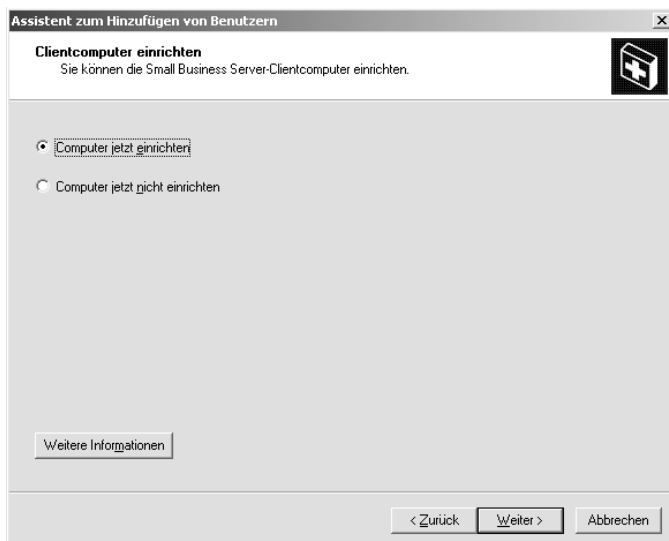 Assistent zum Hinzufügen von Benutzern
Clientcomputer einrichten
Sie können die Small Business Server-Clientcomputer einrichten.
Computer jetzt einrichten
Computer jetzt nicht einrichten
Weitere Informationen
< Zurück
Weiter >
Abbrechen